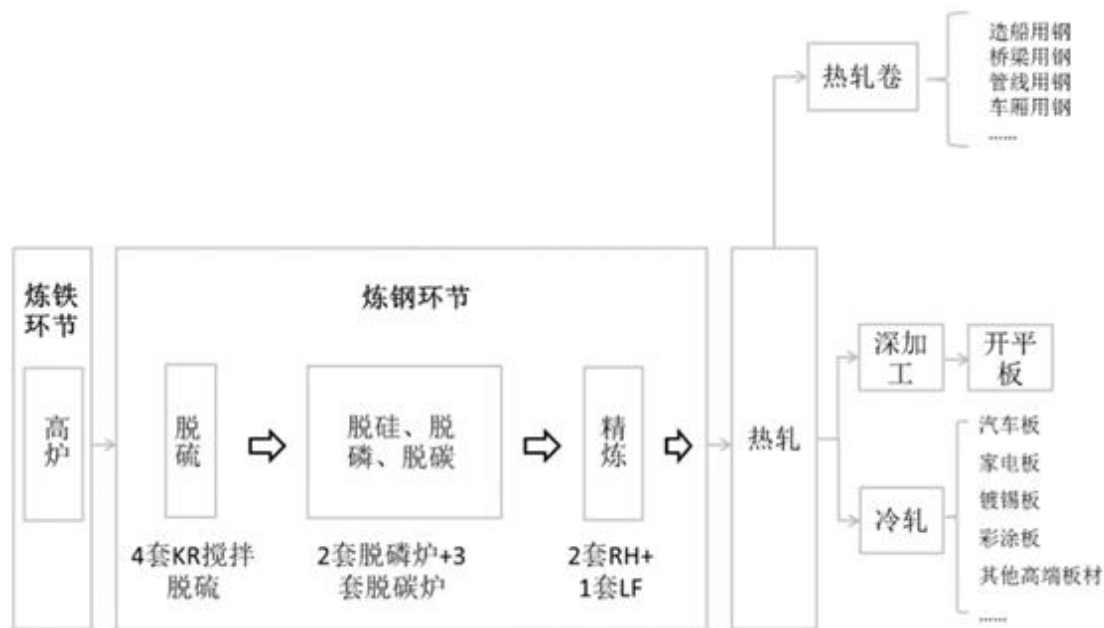 造船用钢
桥梁用钢
管线用钢
车厢用钢
……
热轧卷
炼铁
环节
高
炉
炼钢环节
脱
硫
脱硅、脱
磷、脱碳
精
炼
4套KR搅拌
脱硫
2套脱磷炉+3
套脱碳炉
2套RH+
1套LF
热轧
深加
工
开平
板
冷轧
汽车板
家电板
镀锡板
彩涂板
其他高端板材
……